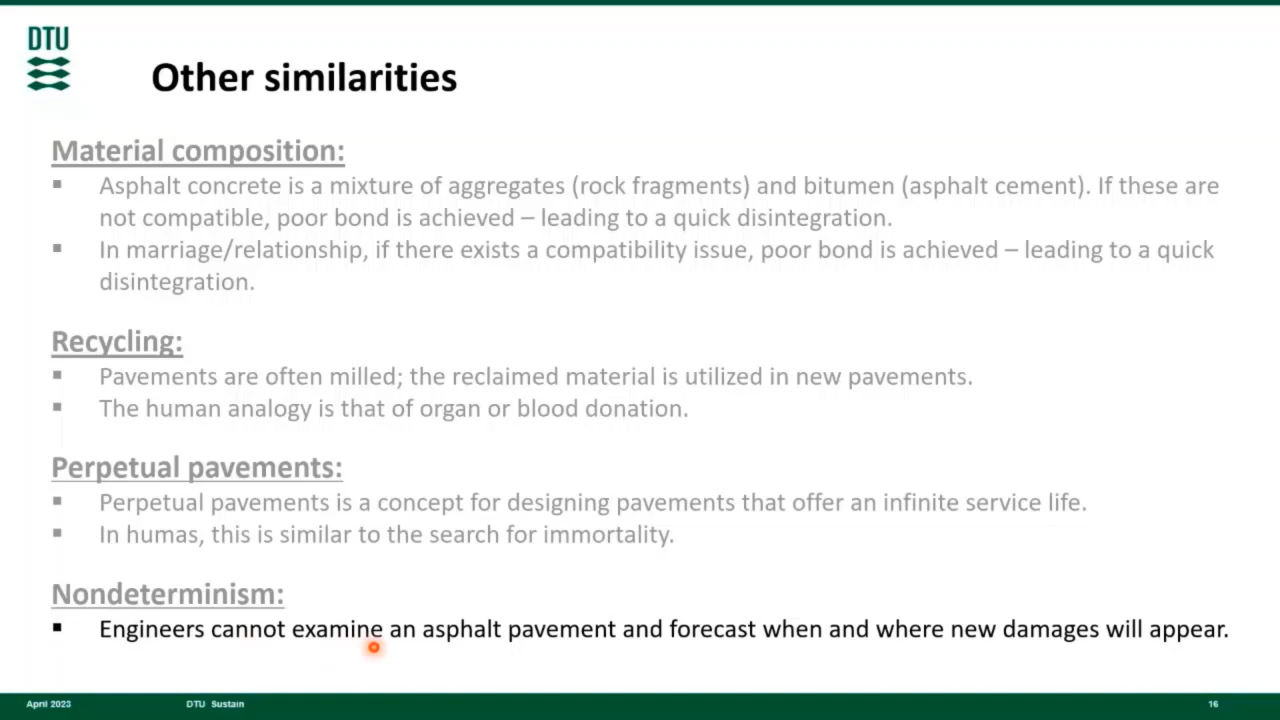 DTU
Other similarities
Material composition:
▪ Asphalt concrete is a mixture of aggregates (rock fragments) and bitumen (asphalt cement). If these are
not compatible, poor bond is achieved – leading to a quick disintegration.
▪ In marriage/relationship, if there exists a compatibility issue, poor bond is achieved – leading to a quick
disintegration.
Recycling:
▪ Pavements are often milled; the reclaimed material is utilized in new pavements.
▪ The human analogy is that of organ or blood donation.
Perpetual pavements:
▪ Perpetual pavements is a concept for designing pavements that offer an infinite service life.
▪ In humas, this is similar to the search for immortality.
Nondeterminism:
▪ Engineers cannot examine an asphalt pavement and forecast when and where new damages will appear.
April 2023 DTU Sustain 16